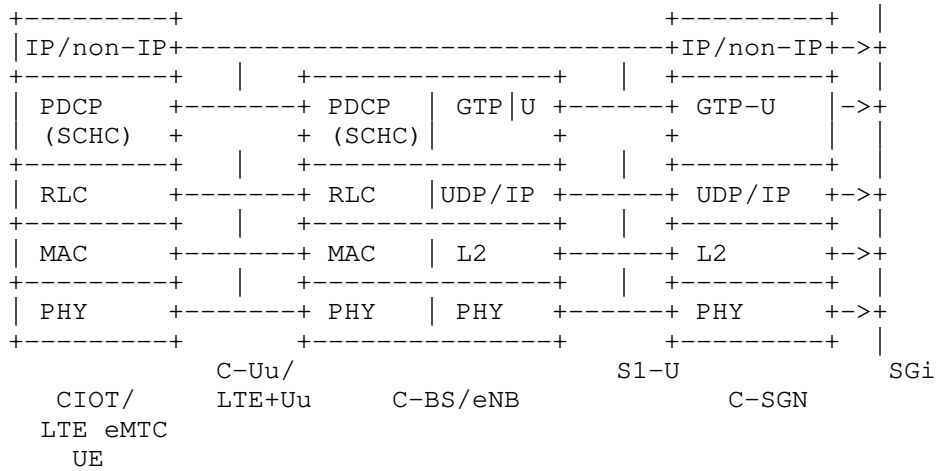 +---------+                               +---------+  |
|IP/non-IP+-------------------------------+IP/non-IP+->+
+---------+   |   +---------------+   |   +---------+  |
| PDCP    +-------+ PDCP  | GTP|U +------+ GTP-U    |->+
| (SCHC)  +       + (SCHC)|       +      +          |  |
+---------+   |   +---------------+   |  +---------+  |
| RLC     +-------+ RLC   |UDP/IP +------+ UDP/IP  +->+
+---------+   |   +---------------+   |  +---------+  |
| MAC     +-------+ MAC   | L2    +------+ L2      +->+
+---------+   |   +---------------+   |  +---------+  |
| PHY     +-------+ PHY   | PHY   +------+ PHY     +->+
+---------+       +---------------+      +---------+  |
C-Uu/ S1-U SGi
CIOT/ LTE+Uu C-BS/eNB C-SGN
LTE eMTC
UE